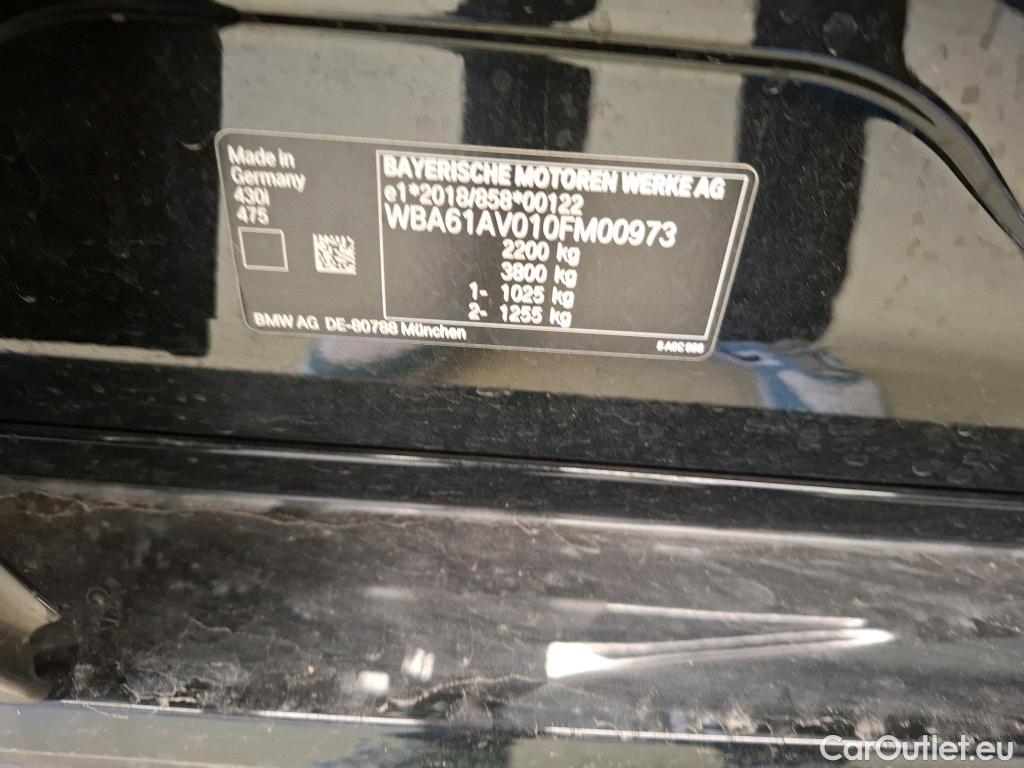 Made in
Germany
430i
475
BAYERISCHE MOTOREN WERKE AG
e1*2018/858*00122
WBA61AV010FM00973
2200 kg
3800 kg
1- 1025 kg
2- 1255 kg
BMW AG DE-80788 München
CarOutlet.eu